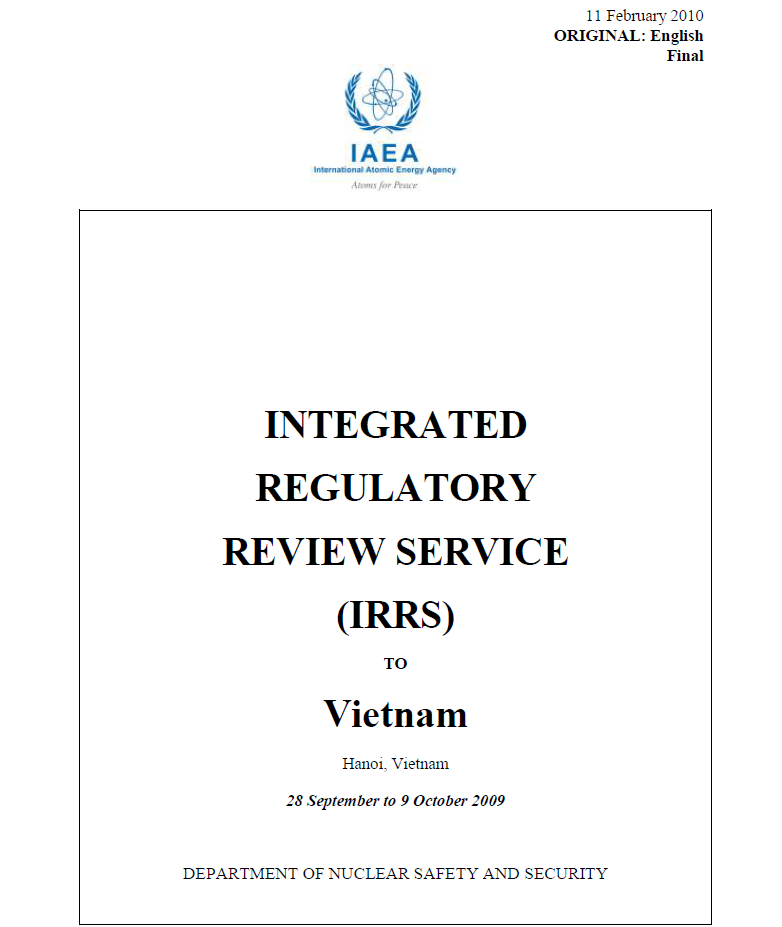 11 February 2010
ORIGINAL: English
Final
IAEA
International Atomic Energy Agency
Atoms for Peace
INTEGRATED
REGULATORY
REVIEW SERVICE
(IRRS)
TO
Vietnam
Hanoi, Vietnam
28 September to 9 October 2009
DEPARTMENT OF NUCLEAR SAFETY AND SECURITY